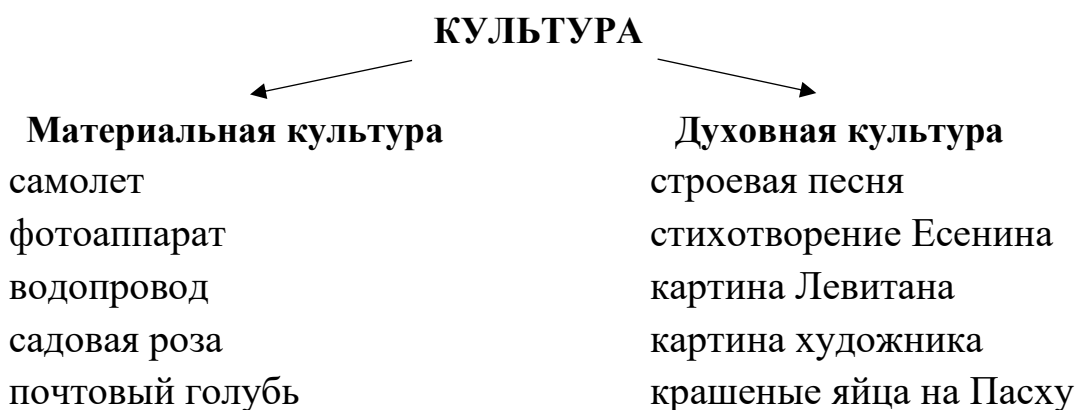 КУЛЬТУРА
Материальная культура
самолет
фотоаппарат
водопровод
садовая роза
почтовый голубь
Духовная культура
строевая песня
стихотворение Есенина
картина Левитана
картина художника
крашеные яйца на Пасху